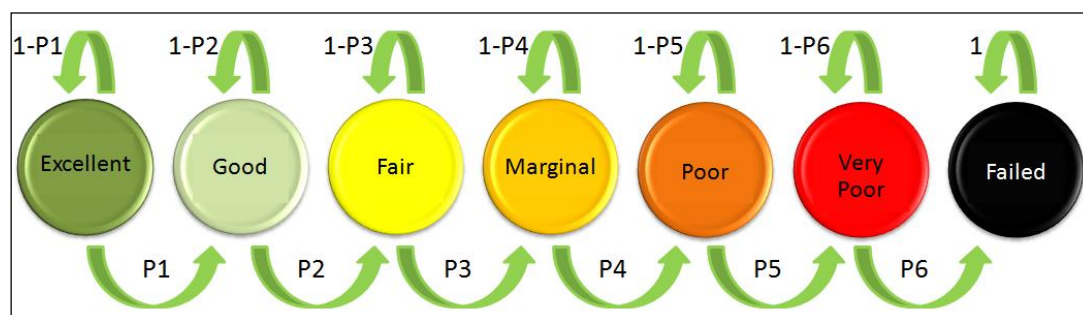 1-P1 1-P2 1-P3 1-P4 1-P5 1-P6 1
Excellent Good Fair Marginal Poor Very Poor Failed
P1 P2 P3 P4 P5 P6